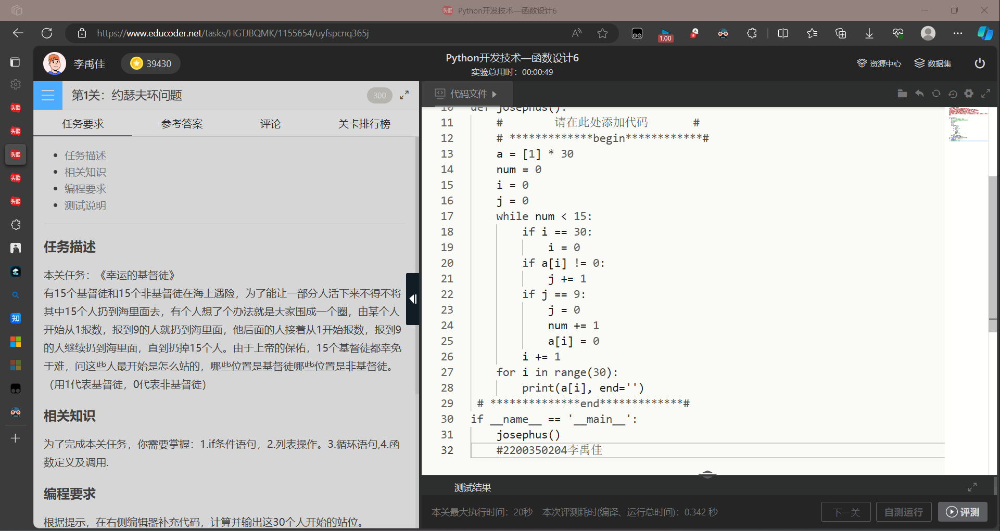 头歌 Python开发技术—函数设计6
https://www.educoder.net/tasks/HGTJBQMK/1155654/uyfspcnq365j
1.00
李禹佳
39430
Python开发技术—函数设计6
实验总用时：00:00:49
资源中心
数据集
头歌
头歌
头歌
头歌
头歌
知
第1关：约瑟夫环问题
300
任务要求
参考答案
评论
关卡排行榜
任务描述
相关知识
编程要求
测试说明
任务描述
本关任务：《幸运的基督徒》
有15个基督徒和15个非基督徒在海上遇险，为了能让一部分人活下来不得不将
其中15个人扔到海里面去，有个人想了个办法就是大家围成一个圈，由某个人
开始从1报数，报到9的人就扔到海里面，他后面的人接着从1开始报数，报到9
的人继续扔到海里面，直到扔掉15个人。由于上帝的保佑，15个基督徒都幸免
于难，问这些人最开始是怎么站的，哪些位置是基督徒哪些位置是非基督徒。
（用1代表基督徒，0代表非基督徒）
相关知识
为了完成本关任务，你需要掌握：1.if条件语句，2.列表操作。3.循环语句,4.函
数定义及调用.
编程要求
根据提示，在右侧编辑器补充代码，计算并输出这30个人开始的站位。
代码文件
10 def josephus():
11 # 请在此处添加代码 #
12 # *************begin************#
13 a = [1] * 30
14 num = 0
15 i = 0
16 j = 0
17 while num < 15:
18 if i == 30:
19 i = 0
20 if a[i] != 0:
21 j += 1
22 if j == 9:
23 j = 0
24 num += 1
25 a[i] = 0
26 i += 1
27 for i in range(30):
28 print(a[i], end='')
29 # **************end*************#
30 if __name__ == '__main__':
31 josephus()
32 #2200350204李禹佳
测试结果
本关最大执行时间：20秒 本次评测耗时(编译、运行总时间)：0.342 秒
下一关
自测运行
评测